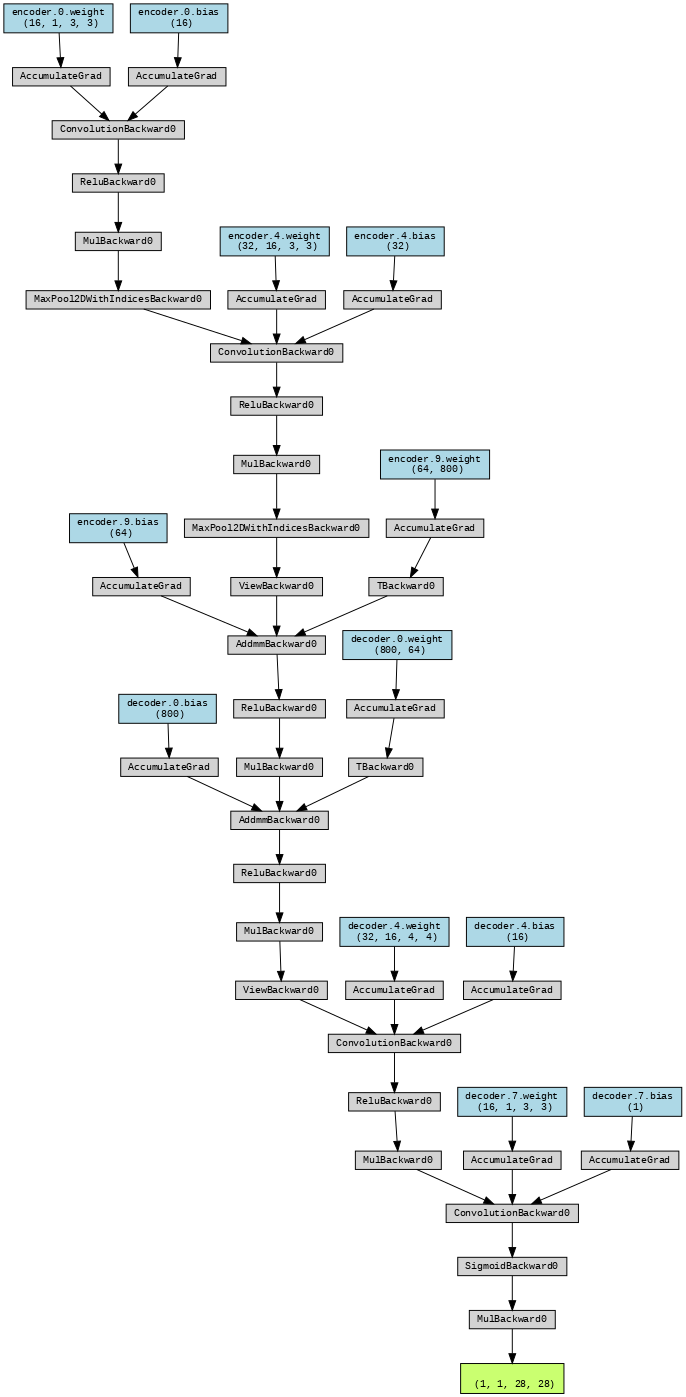 encoder.0.weight
(16, 1, 3, 3)
encoder.0.bias
(16)
AccumulateGrad
AccumulateGrad
ConvolutionBackward0
ReluBackward0
MulBackward0
encoder.4.weight
(32, 16, 3, 3)
encoder.4.bias
(32)
MaxPool2DWithIndicesBackward0
AccumulateGrad
AccumulateGrad
ConvolutionBackward0
ReluBackward0
MulBackward0
encoder.9.weight
(64, 800)
encoder.9.bias
(64)
MaxPool2DWithIndicesBackward0
AccumulateGrad
AccumulateGrad
ViewBackward0
TBackward0
AddmmBackward0
decoder.0.weight
(800, 64)
decoder.0.bias
(800)
ReluBackward0
AccumulateGrad
AccumulateGrad
MulBackward0
TBackward0
AddmmBackward0
ReluBackward0
MulBackward0
decoder.4.weight
(32, 16, 4, 4)
decoder.4.bias
(16)
ViewBackward0
AccumulateGrad
AccumulateGrad
ConvolutionBackward0
ReluBackward0
decoder.7.weight
(16, 1, 3, 3)
decoder.7.bias
(1)
MulBackward0
AccumulateGrad
AccumulateGrad
ConvolutionBackward0
SigmoidBackward0
MulBackward0
(1, 1, 28, 28)